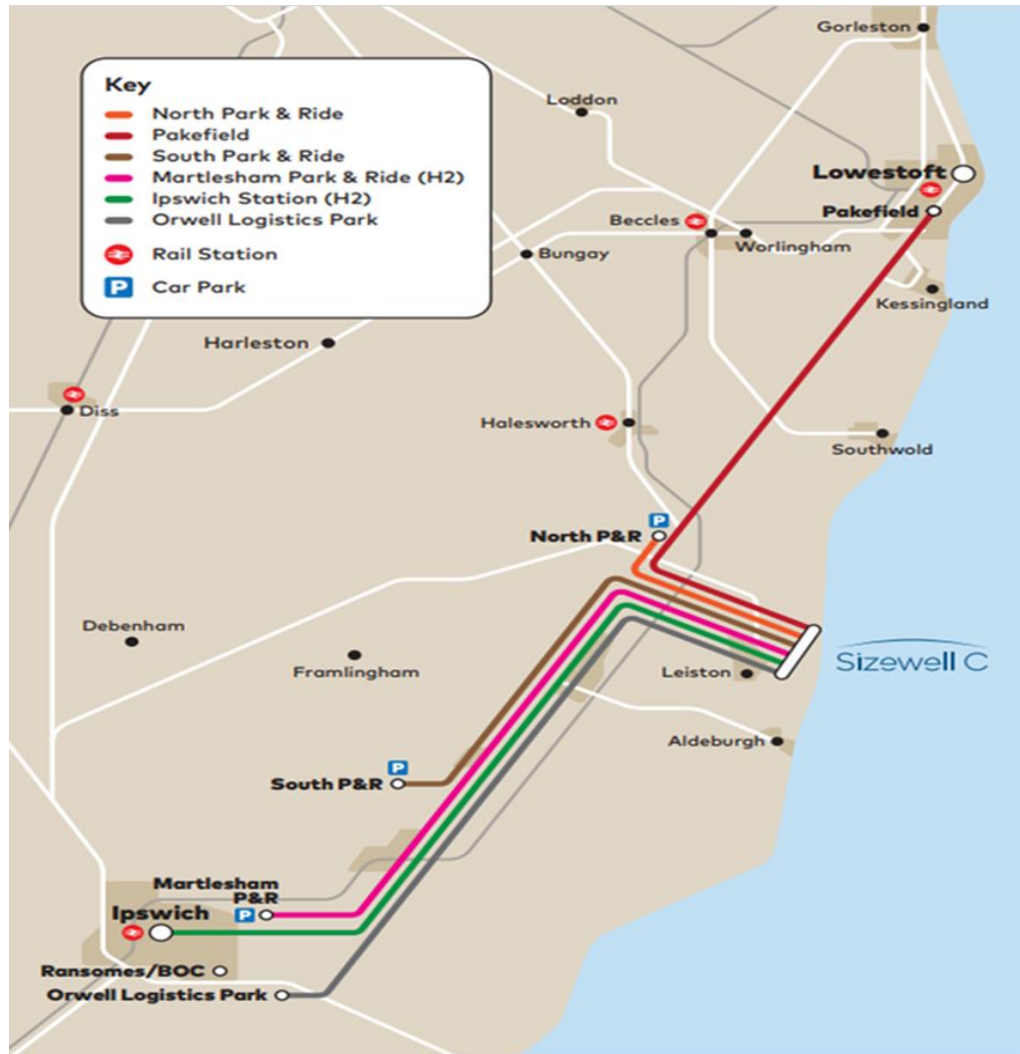 Gorleston
Key
North Park & Ride
Pakefield
South Park & Ride
Martlesham Park & Ride (H2)
Ipswich Station (H2)
Orwell Logistics Park
Rail Station
P
Car Park
Loddon
Lowestoft
Pakefield
Beccles
Worlingham
Bungay
Kessingland
Harleston
Diss
Halesworth
Southwold
P
North P&R
Debenham
Framlingham
Leiston
Sizewell C
Aldeburgh
P
South P&R
Martlesham
P&R
P
Ipswich
Ransomes/BOC
Orwell Logistics Park